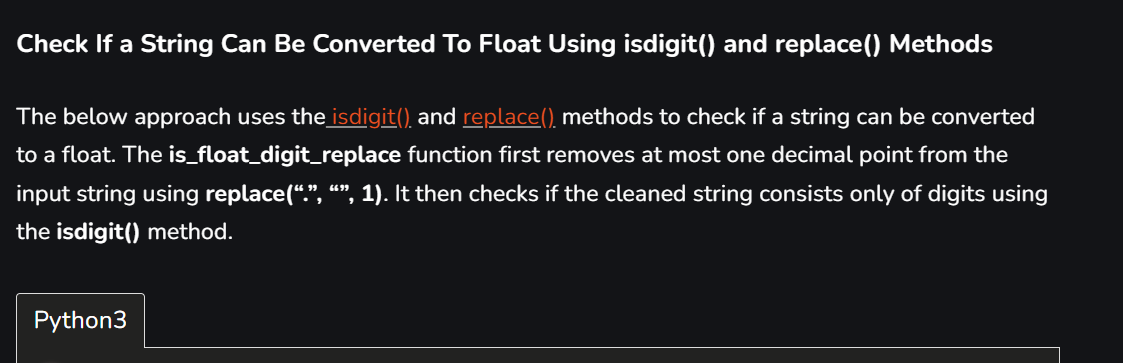 Check If a String Can Be Converted To Float Using isdigit() and replace() Methods
The below approach uses the isdigit() and replace() methods to check if a string can be converted
to a float. The is_float_digit_replace function first removes at most one decimal point from the
input string using replace(“.”, “”, 1). It then checks if the cleaned string consists only of digits using
the isdigit() method.
Python3